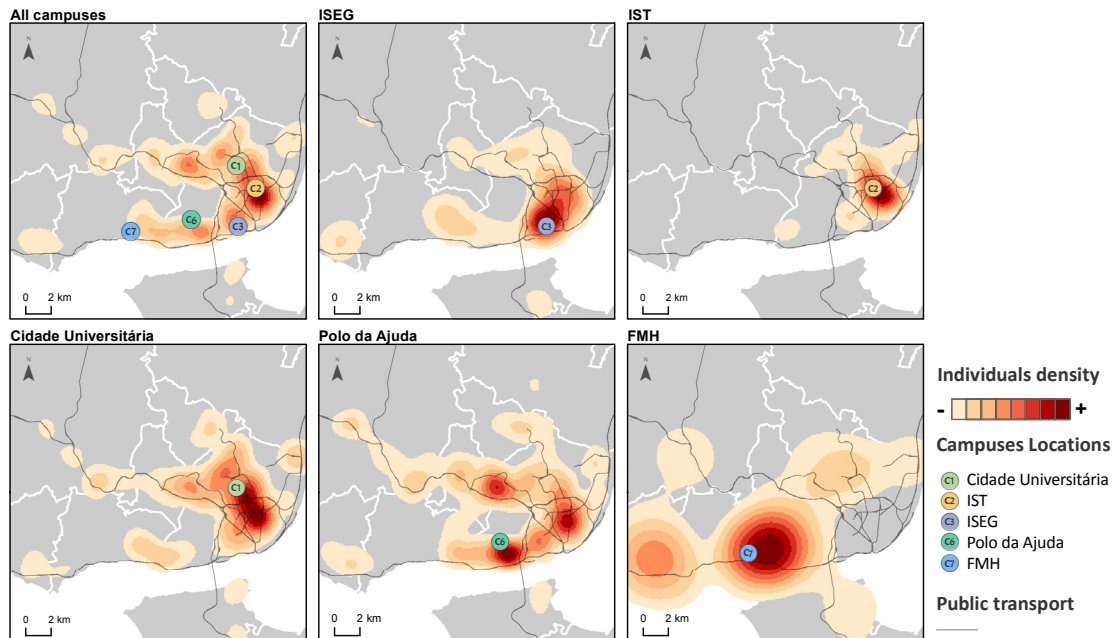 All campuses
ISEG
IST
N
N
N
C1
C2
C6
C3
C7
C3
C2
0 2 km
0 2 km
0 2 km
Cidade Universitária
Polo da Ajuda
FMH
N
N
N
C1
C6
C7
0 2 km
0 2 km
0 2 km
Individuals density
- +
Campuses Locations
C1 Cidade Universitária
C2 IST
C3 ISEG
C6 Polo da Ajuda
C7 FMH
Public transport